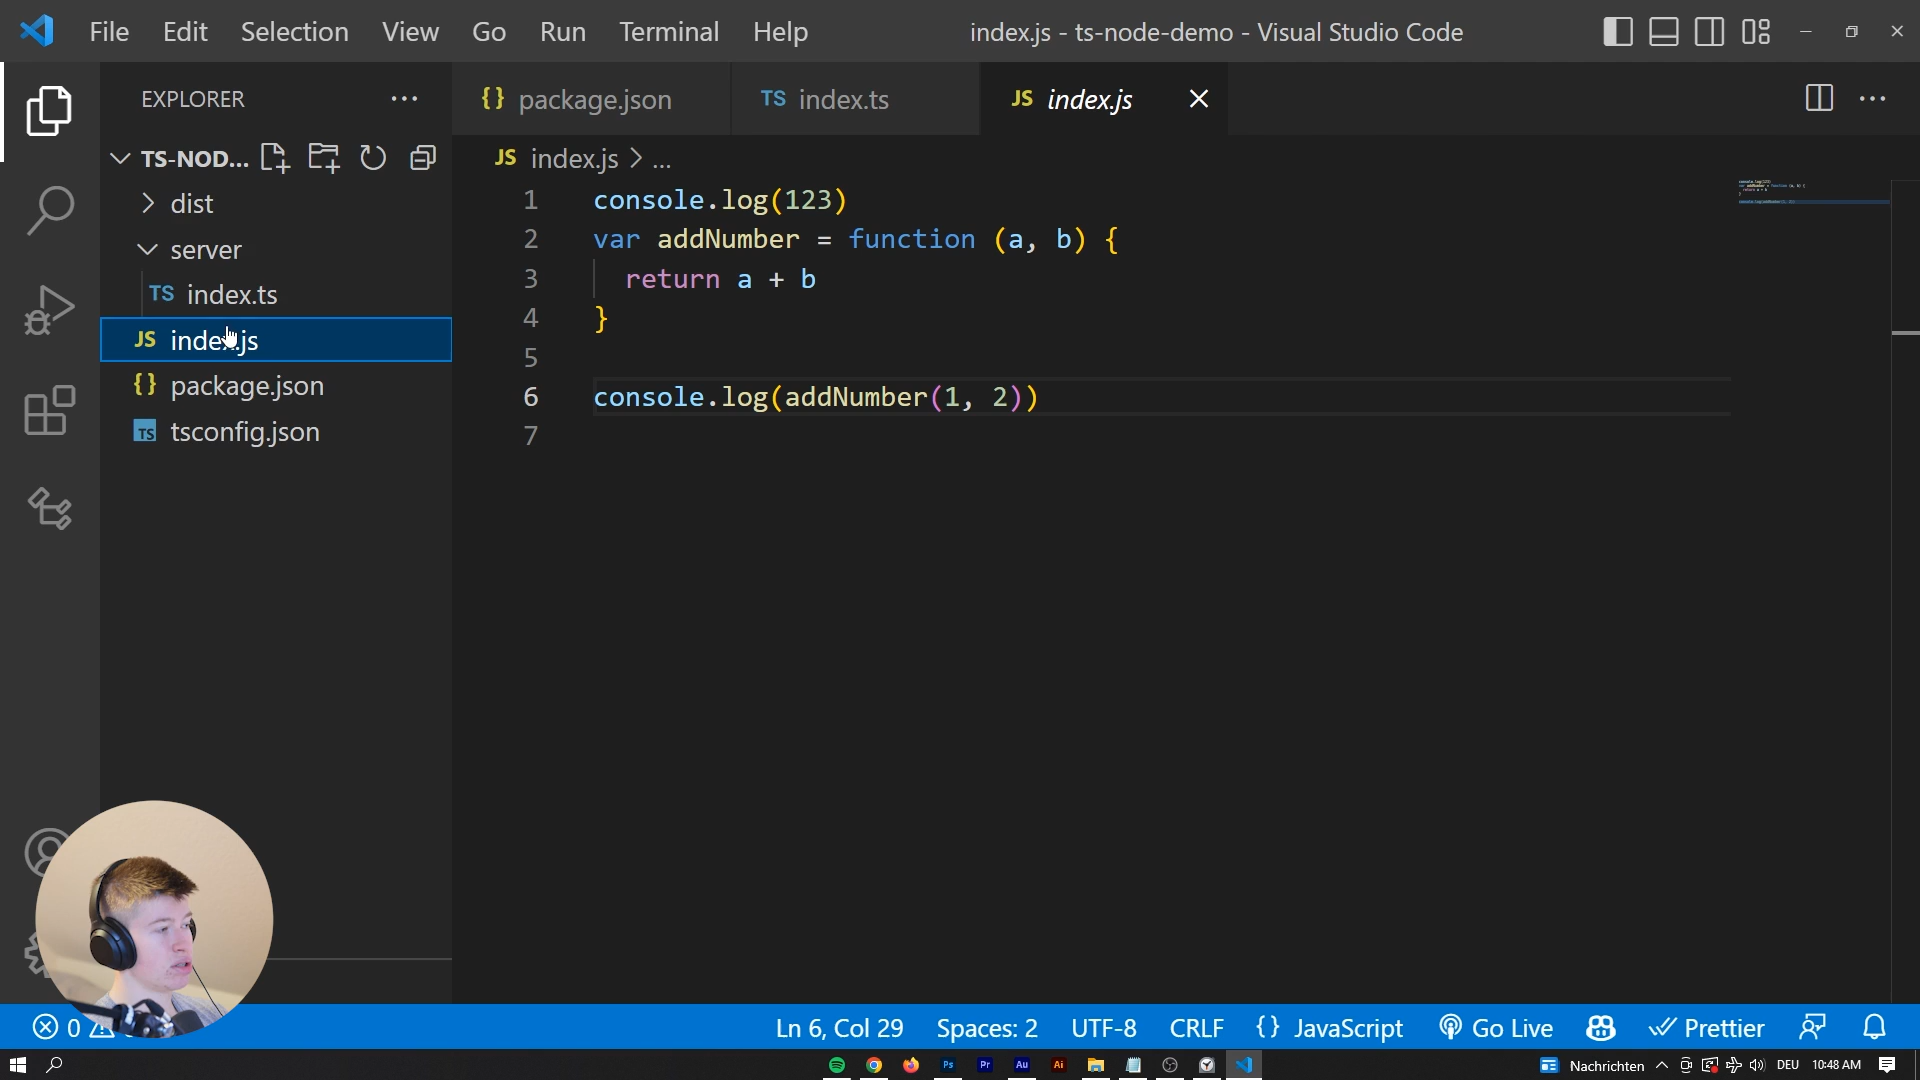 File Edit Selection View Go Run Terminal Help
index.js - ts-node-demo - Visual Studio Code
EXPLORER
TS-NOD...
dist
server
TS index.ts
JS index.js
{} package.json
TS tsconfig.json
{} package.json
TS index.ts
JS index.js
JS index.js > ...
1 console.log(123)
2 var addNumber = function (a, b) {
3 return a + b
4 }
5
6 console.log(addNumber(1, 2))
7
0
Ln 6, Col 29
Spaces: 2
UTF-8
CRLF
{} JavaScript
Go Live
Prettier
Ps
Pr
Au
Ai
Nachrichten
DEU
10:48 AM